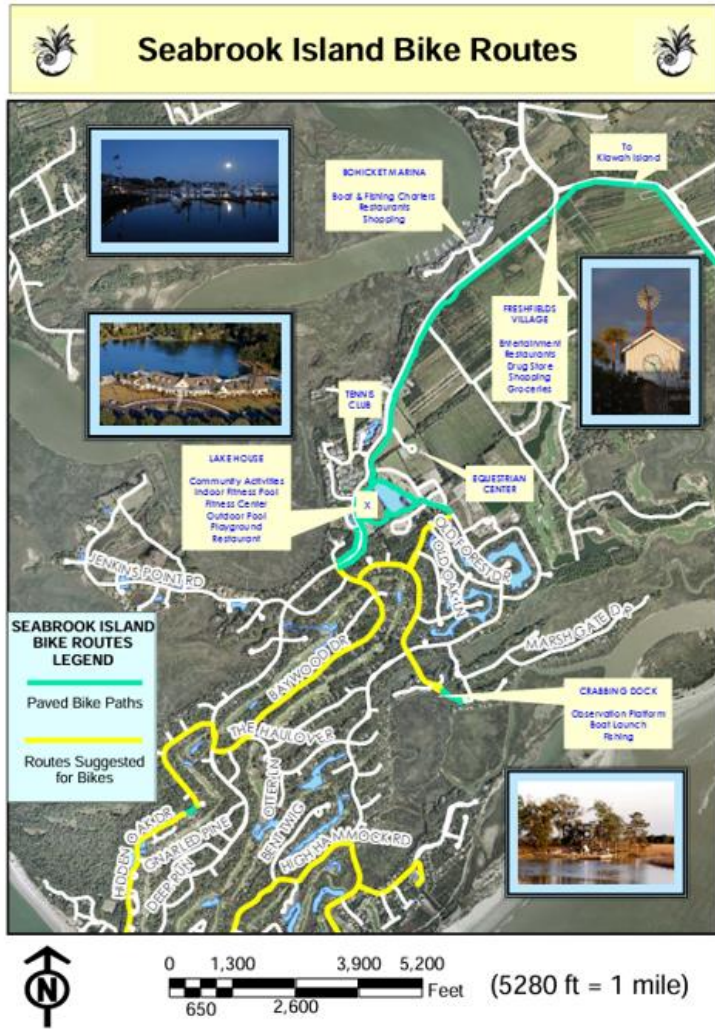 Seabrook Island Bike Routes
To
Kiawah Island
BOHICKET MARINA
Boat & Fishing Charters
Restaurants
Shopping
FRESHFIELDS
VILLAGE
Entertainment
Restaurants
Drug Store
Shopping
Groceries
TENNIS
CLUB
LAKE HOUSE
Community Activities
Indoor Fitness Pool
Fitness Center
Outdoor Pool
Playground
Restaurant
X
EQUESTRIAN
CENTER
OLD FOREST DR
OLD OAK LN
JENKINS POINT RD
MARSH GATE DR
SEABROOK ISLAND
BIKE ROUTES
LEGEND
Paved Bike Paths
Routes Suggested
for Bikes
BAYWOOD DR
CRABBING DOCK
Observation Platform
Boat Launch
Fishing
THE HAULOVER
OTTER LN
BENT TWIG
HIGH HAMMOCK RD
HIDDEN OAK DR
GNARLED PINE
DEER RUN
N
0 1,300 3,900 5,200
Feet
650 2,600
(5280 ft = 1 mile)